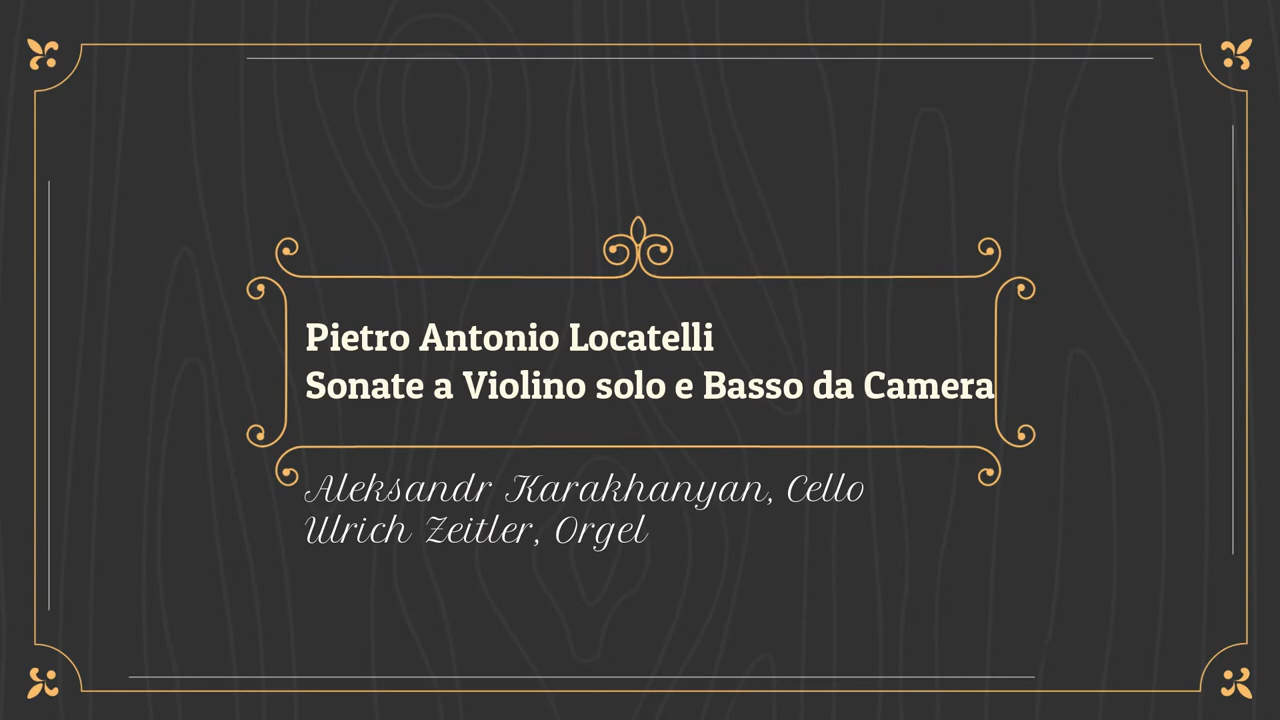 Pietro Antonio Locatelli
Sonate a Violino solo e Basso da Camera
Aleksandr Karakhanyan, Cello
Ulrich Zeitler, Orgel